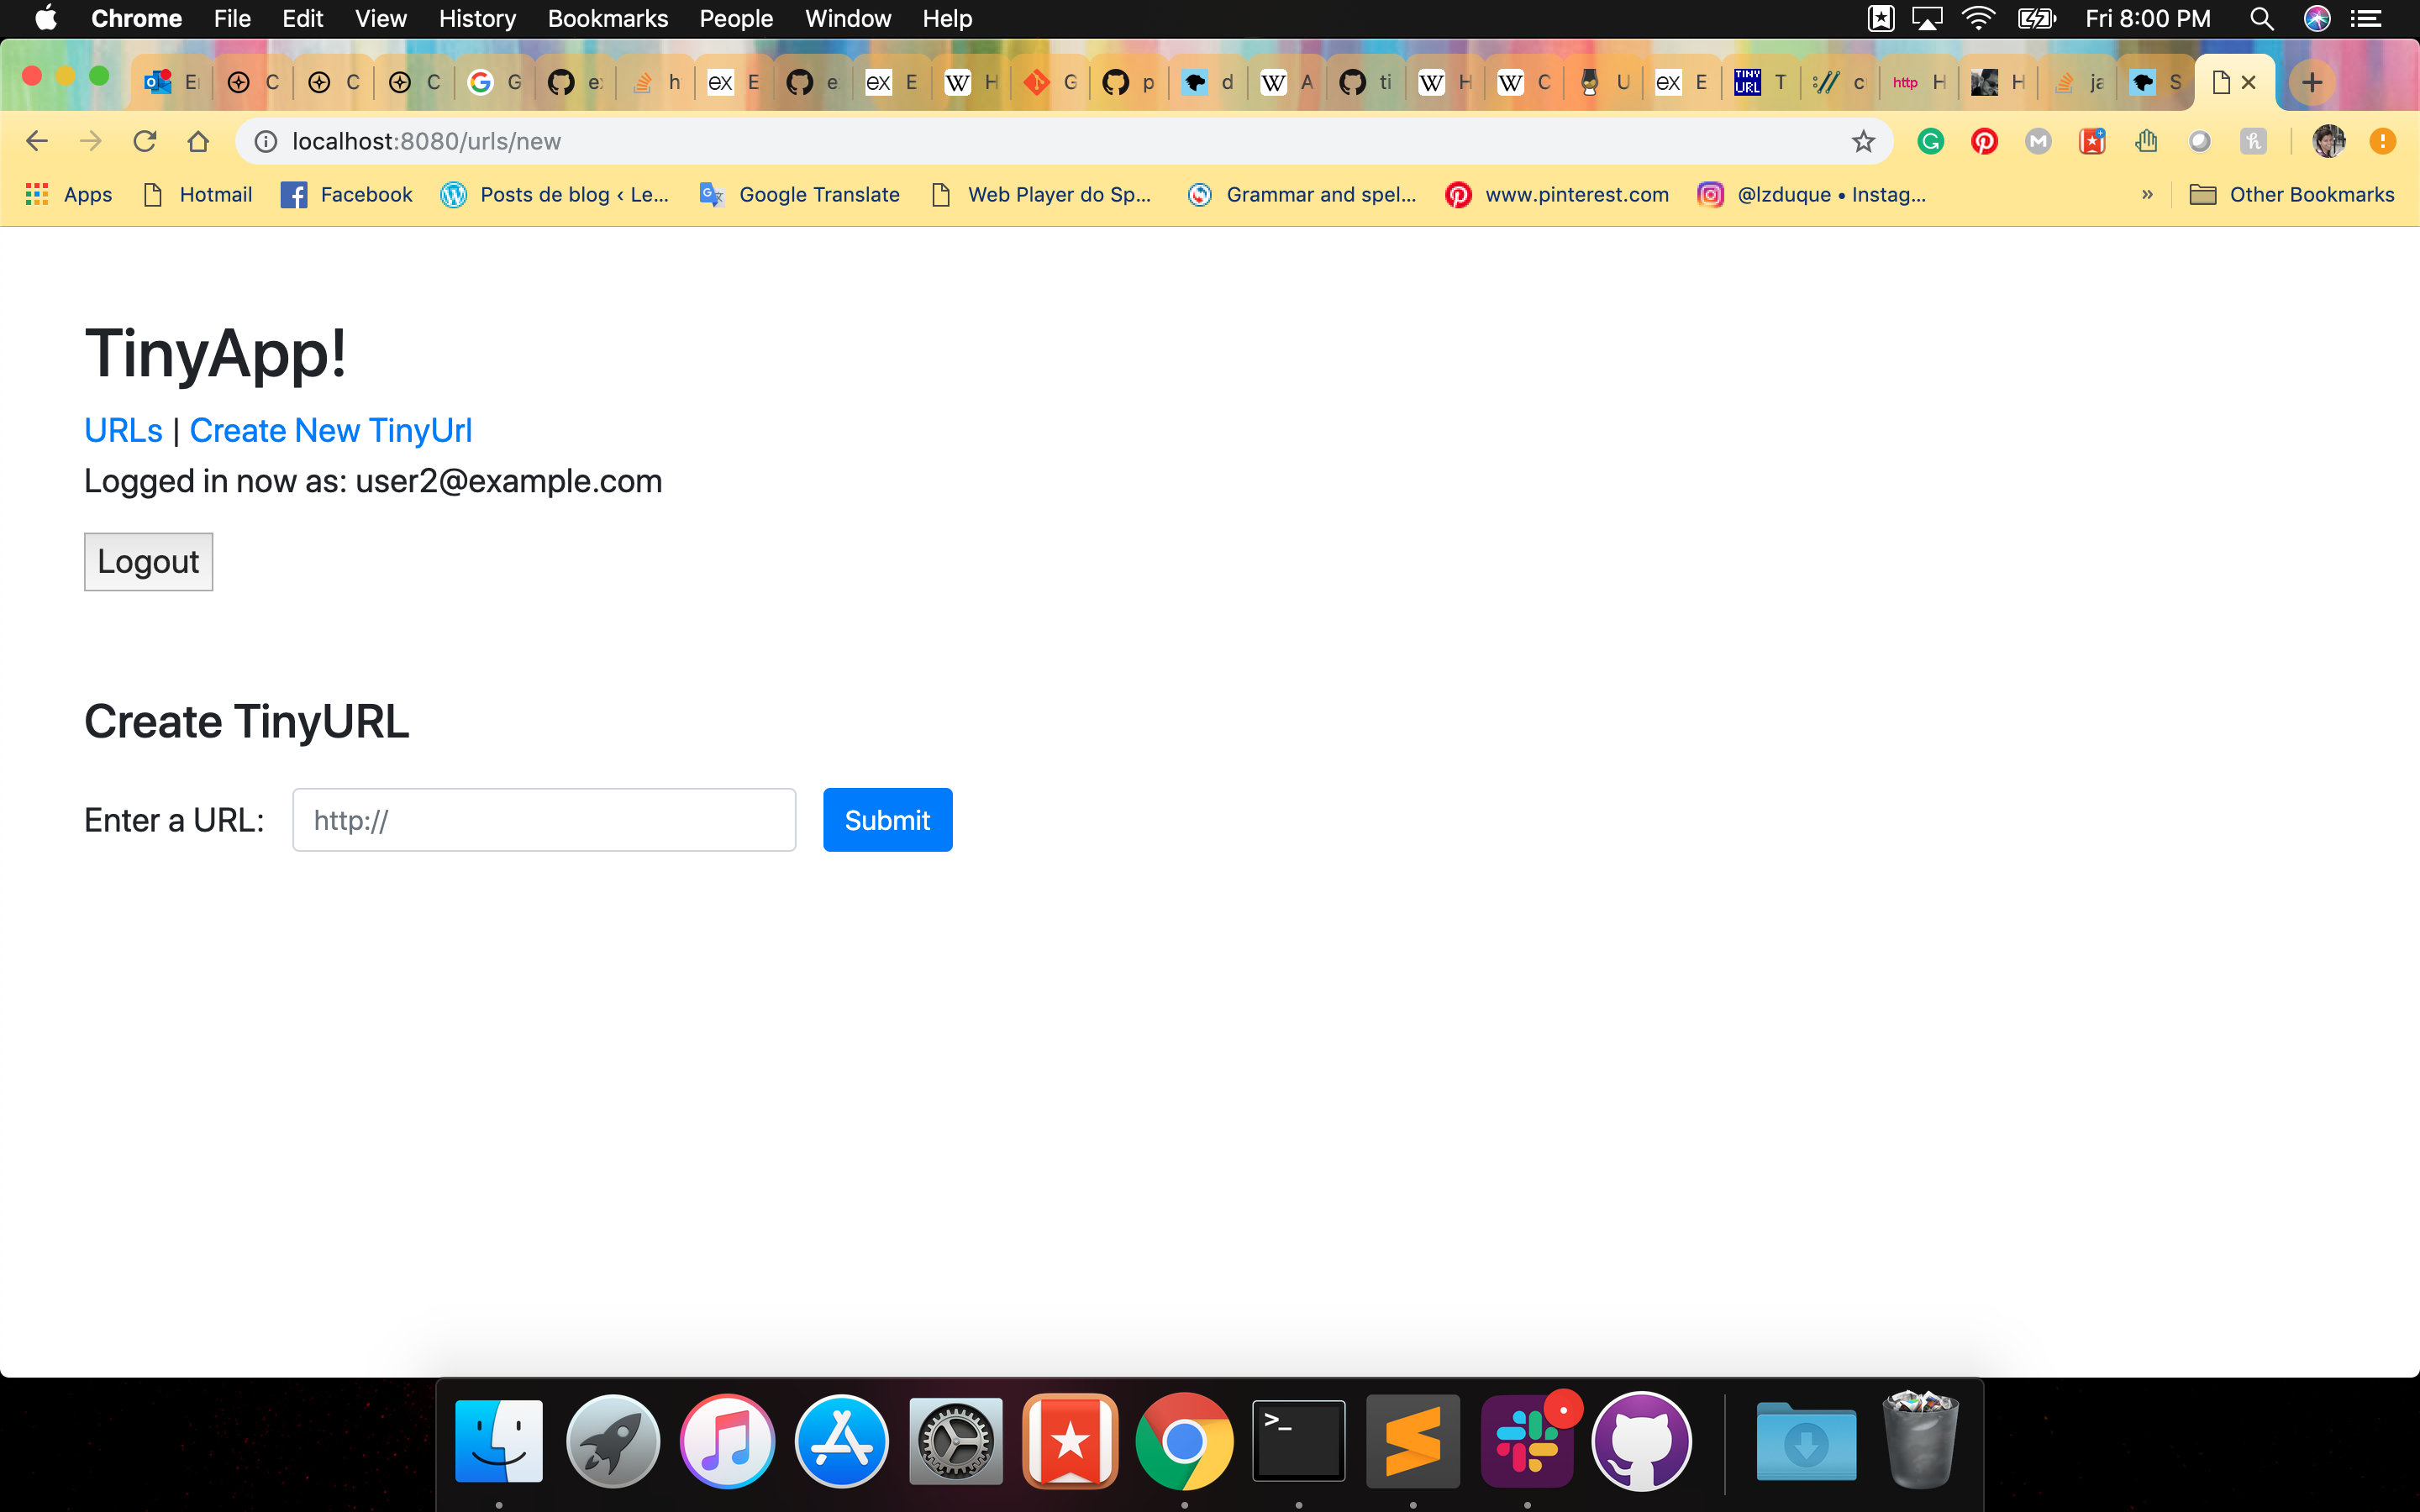 Chrome File Edit View History Bookmarks People Window Help Fri 8:00 PM
E C C C G e h E e E H G p d A ti H C U E TINY URL T c http H H ja S
localhost:8080/urls/new
Apps Hotmail Facebook Posts de blog ‹ Le... Google Translate Web Player do Sp... Grammar and spel... www.pinterest.com @lzduque • Instag... » Other Bookmarks
TinyApp!
URLs | Create New TinyUrl
Logged in now as: user2@example.com
Logout
Create TinyURL
Enter a URL: http:// Submit